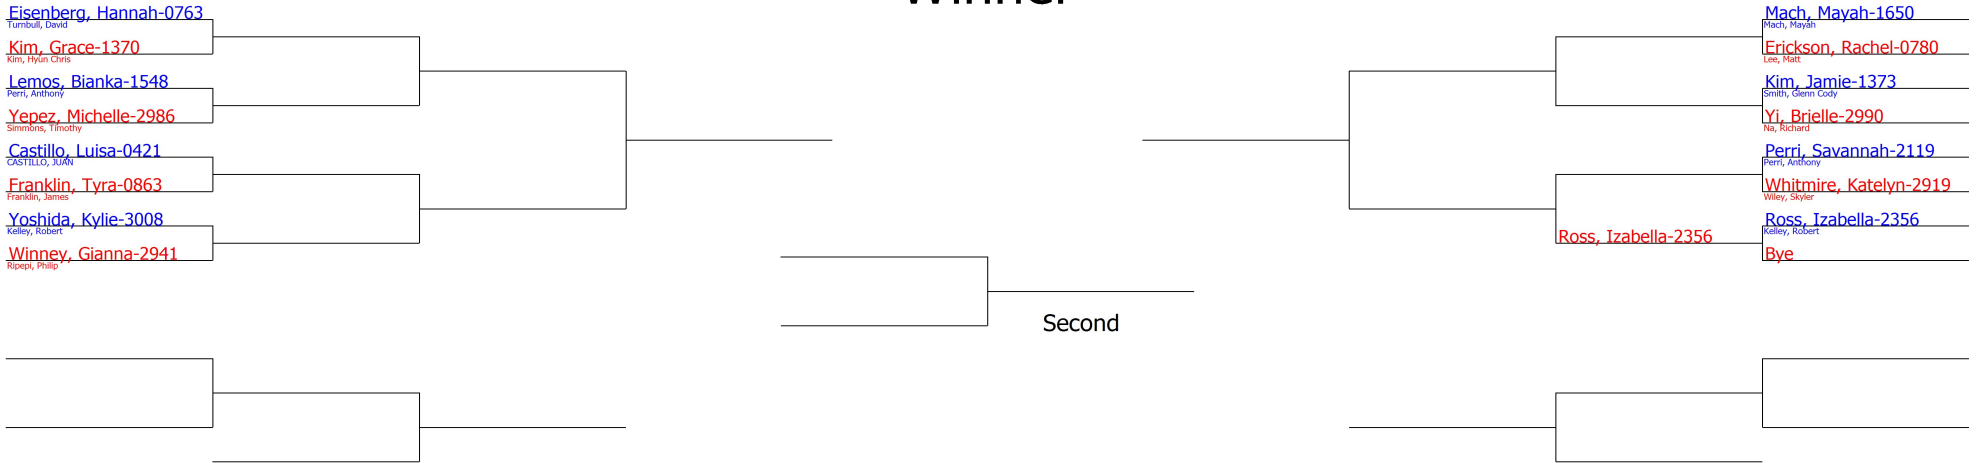 Winner
Eisenberg, Hannah-0763
Turnbull, David
Kim, Grace-1370
Kim, Hyun Chris
Lemos, Bianka-1548
Perri, Anthony
Yepez, Michelle-2986
Simmons, Timothy
Castillo, Luisa-0421
CASTILLO, JUAN
Franklin, Tyra-0863
Franklin, James
Yoshida, Kylie-3008
Kelley, Robert
Winney, Gianna-2941
Ripepi, Philip
Mach, Mayah-1650
Mach, Mayah
Erickson, Rachel-0780
Lee, Matt
Kim, Jamie-1373
Smith, Glenn Cody
Yi, Brielle-2990
Na, Richard
Perri, Savannah-2119
Perri, Anthony
Whitmire, Katelyn-2919
Wiley, Skyler
Ross, Izabella-2356
Kelley, Robert
Ross, Izabella-2356
Bye
Second